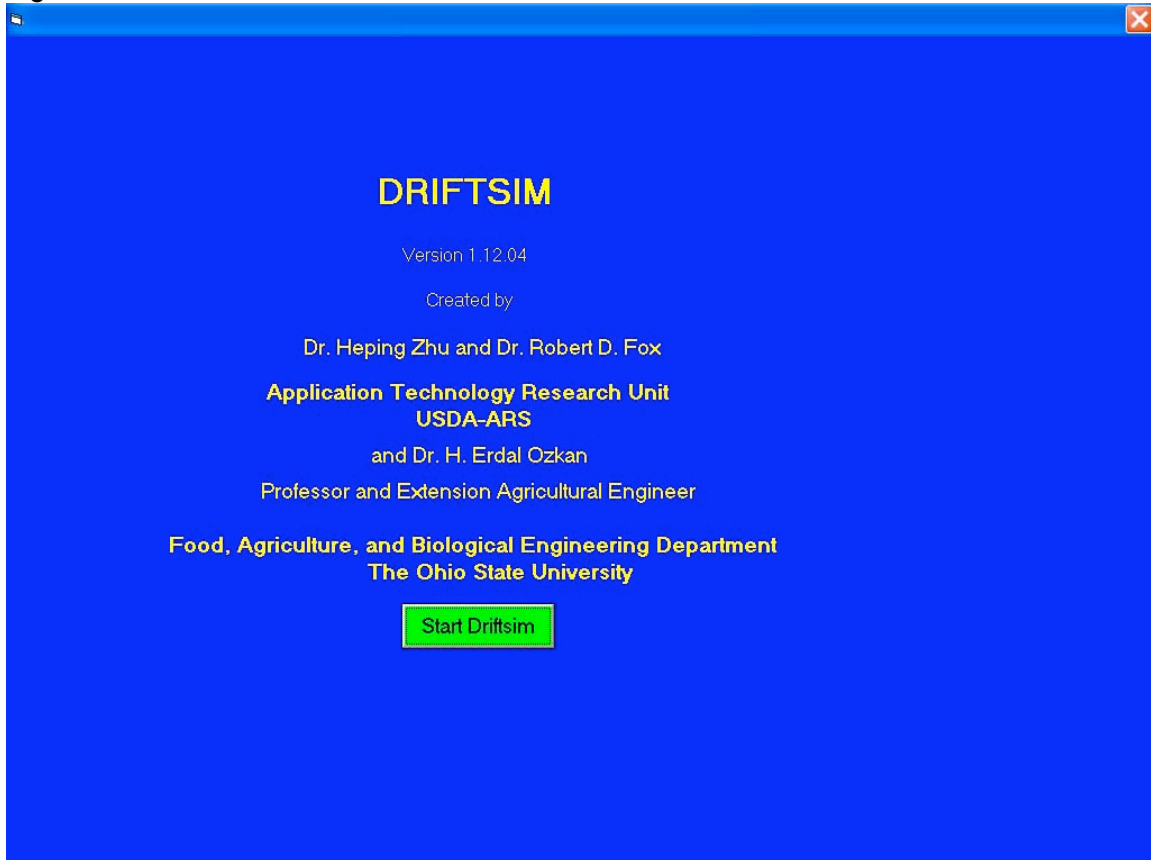 DRIFTSIM
Version 1.12.04
Created by
Dr. Heping Zhu and Dr. Robert D. Fox
Application Technology Research Unit
USDA-ARS
and Dr. H. Erdal Ozkan
Professor and Extension Agricultural Engineer
Food, Agriculture, and Biological Engineering Department
The Ohio State University
Start Driftsim